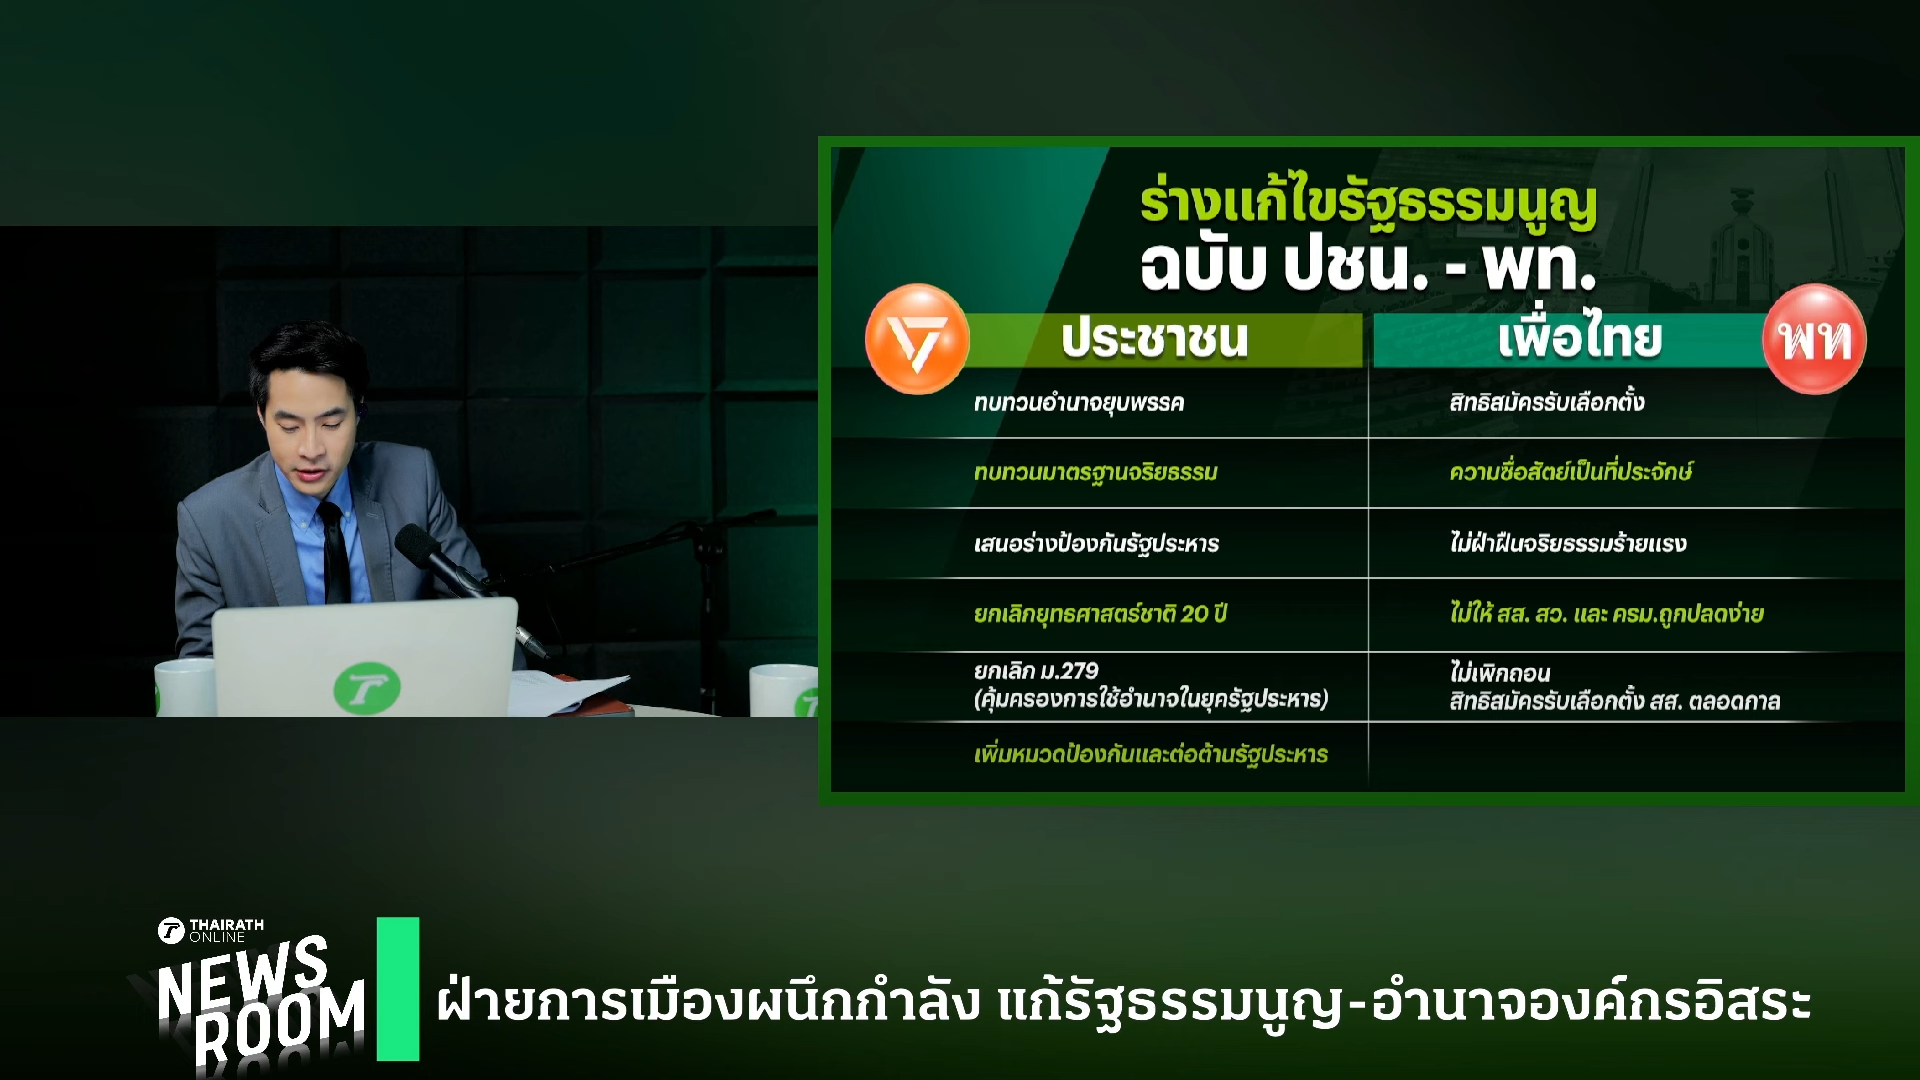 ร่างแก้ไขรัฐธรรมนูญ
ฉบับ ปชน. - พท.
ประชาชน
เพื่อไทย
พท
ทบทวนอำนาจยุบพรรค
สิทธิสมัครรับเลือกตั้ง
ทบทวนมาตรฐานจริยธรรม
ความซื่อสัตย์เป็นที่ประจักษ์
เสนอร่างป้องกันรัฐประหาร
ไม่ฝ่าฝืนจริยธรรมร้ายแรง
ยกเลิกยุทธศาสตร์ชาติ 20 ปี
ไม่ให้ สส. สว. และ ครม.ถูกปลดง่าย
ยกเลิก ม.279
(คุ้มครองการใช้อำนาจในยุครัฐประหาร)
ไม่เพิกถอน
สิทธิสมัครรับเลือกตั้ง สส. ตลอดกาล
เพิ่มหมวดป้องกันและต่อต้านรัฐประหาร
THAIRATH
ONLINE
NEWS
ROOM
ฝ่ายการเมืองผนึกกำลัง แก้รัฐธรรมนูญ-อำนาจองค์กรอิสระ